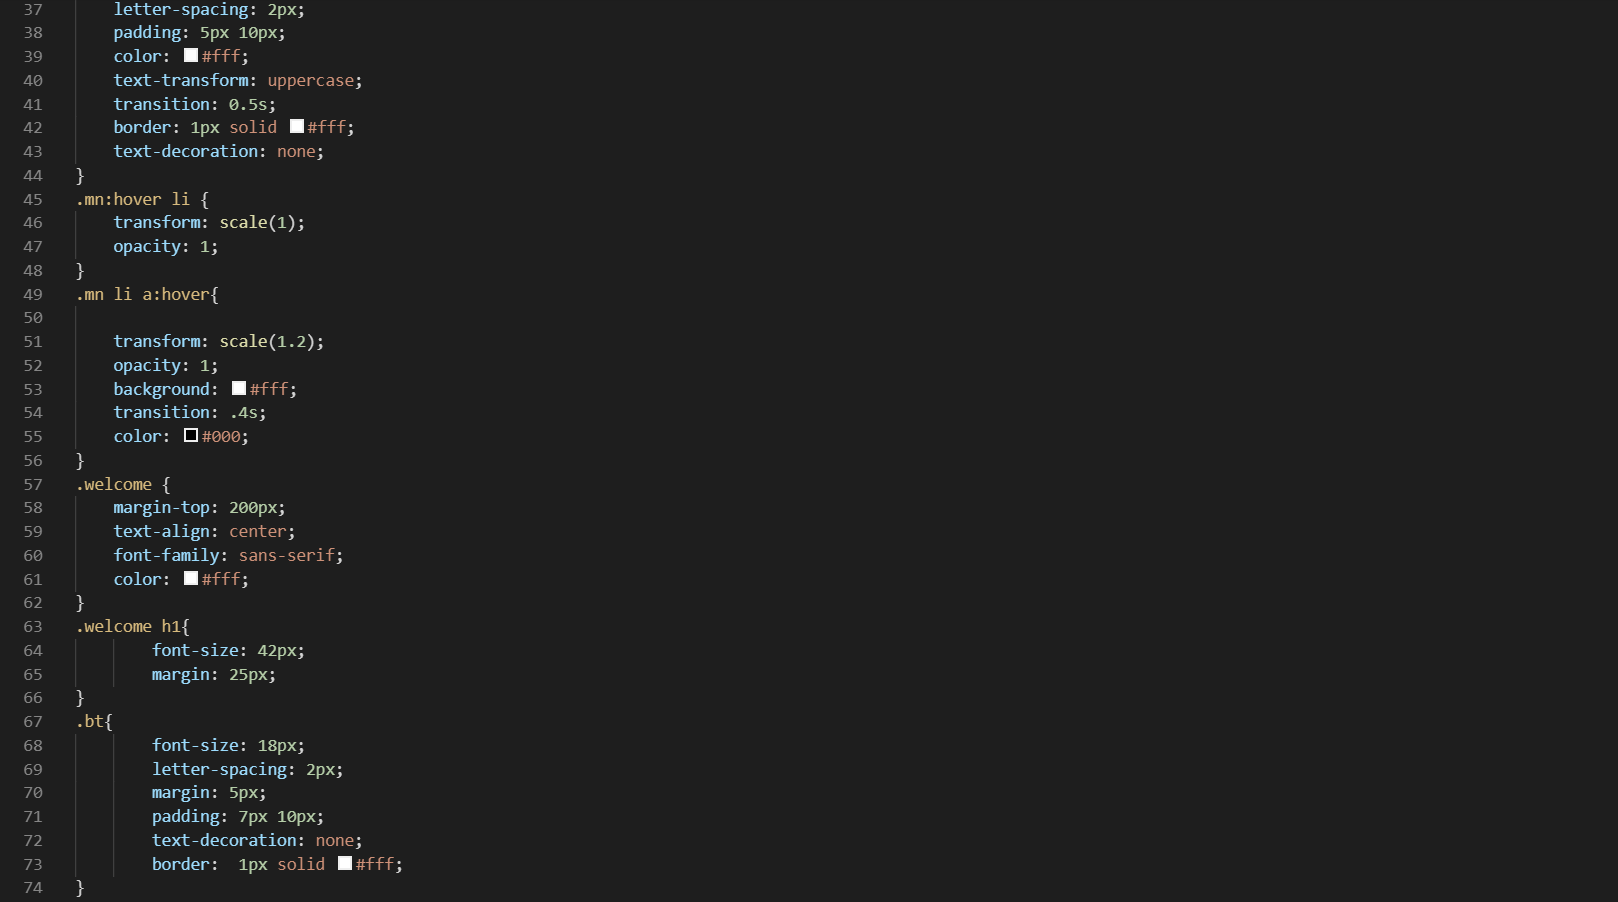 37 letter-spacing: 2px;
38 padding: 5px 10px;
39 color: #fff;
40 text-transform: uppercase;
41 transition: 0.5s;
42 border: 1px solid #fff;
43 text-decoration: none;
44 }
45 .mn:hover li {
46 transform: scale(1);
47 opacity: 1;
48 }
49 .mn li a:hover{
50
51 transform: scale(1.2);
52 opacity: 1;
53 background: #fff;
54 transition: .4s;
55 color: #000;
56 }
57 .welcome {
58 margin-top: 200px;
59 text-align: center;
60 font-family: sans-serif;
61 color: #fff;
62 }
63 .welcome h1{
64 font-size: 42px;
65 margin: 25px;
66 }
67 .bt{
68 font-size: 18px;
69 letter-spacing: 2px;
70 margin: 5px;
71 padding: 7px 10px;
72 text-decoration: none;
73 border:  1px solid #fff;
74 }